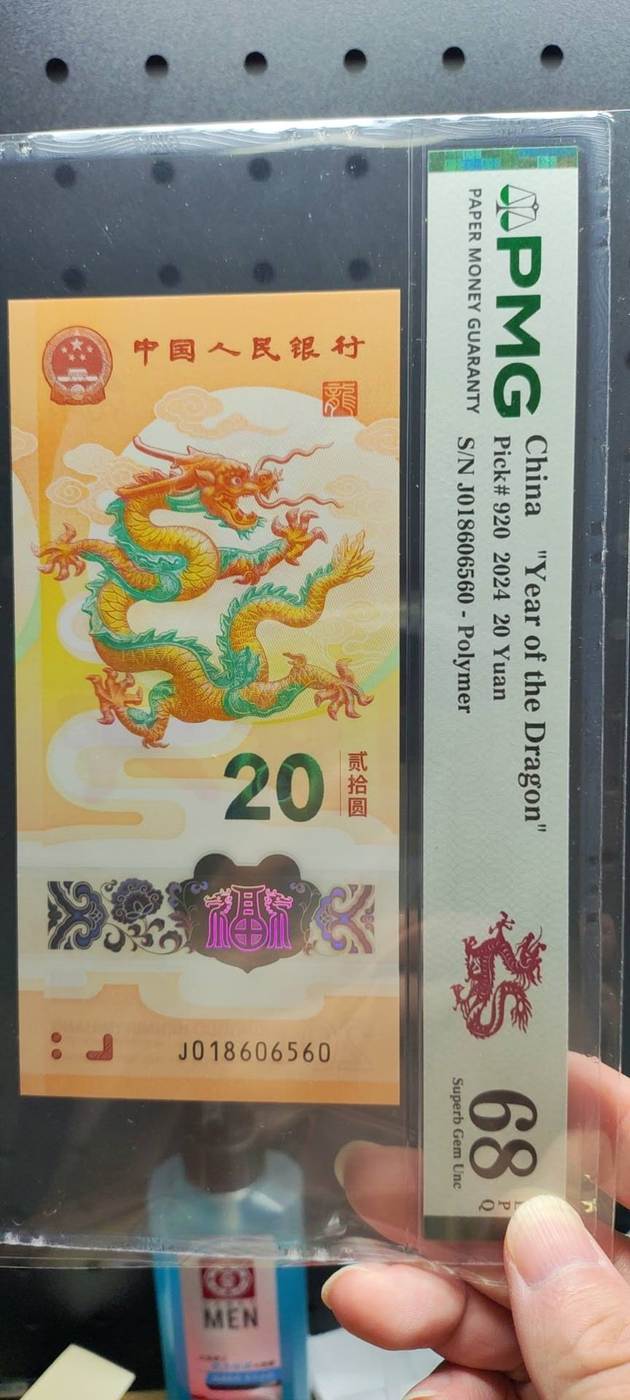 中国人民银行
龍
20
贰拾圆
福
J018606560
PMG
PAPER MONEY GUARANTY
China "Year of the Dragon"
Pick# 920 2024 20 Yuan
S/N J018606560 - Polymer
68
Superb Gem Unc
E
P
Q
MEN